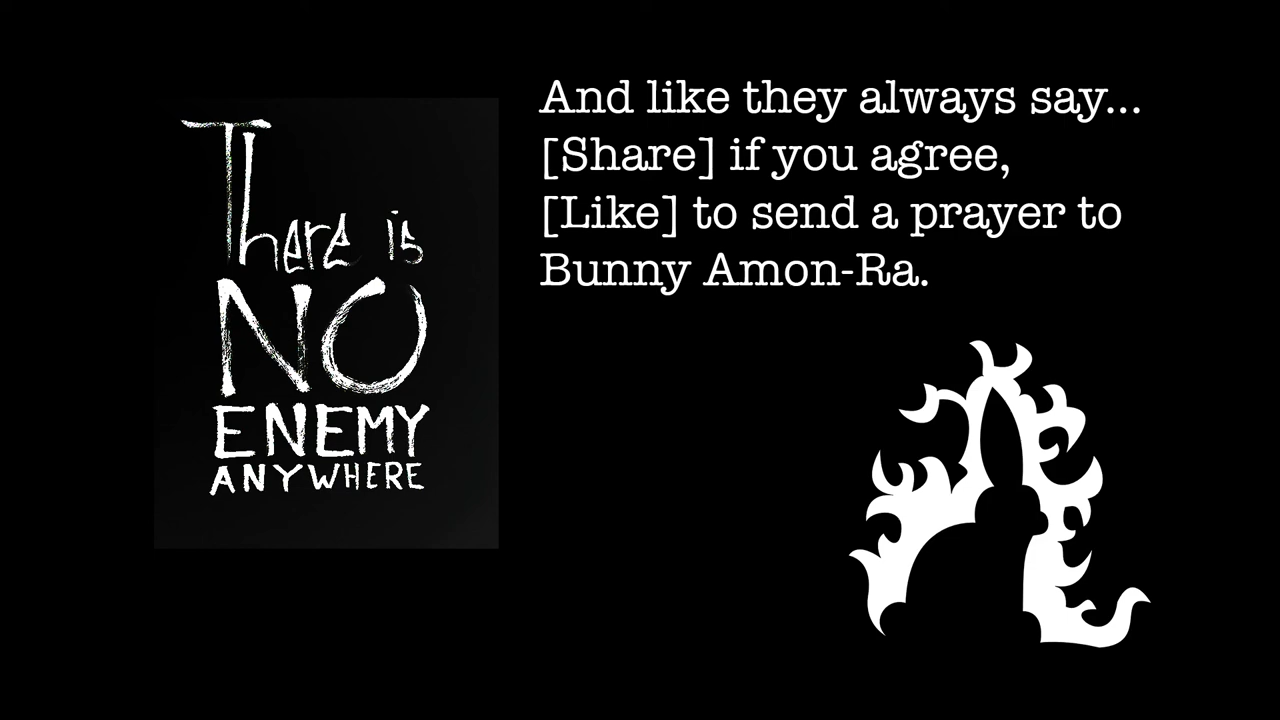 There is
NO
ENEMY
ANYWHERE
And like they always say...
[Share] if you agree,
[Like] to send a prayer to
Bunny Amon-Ra.